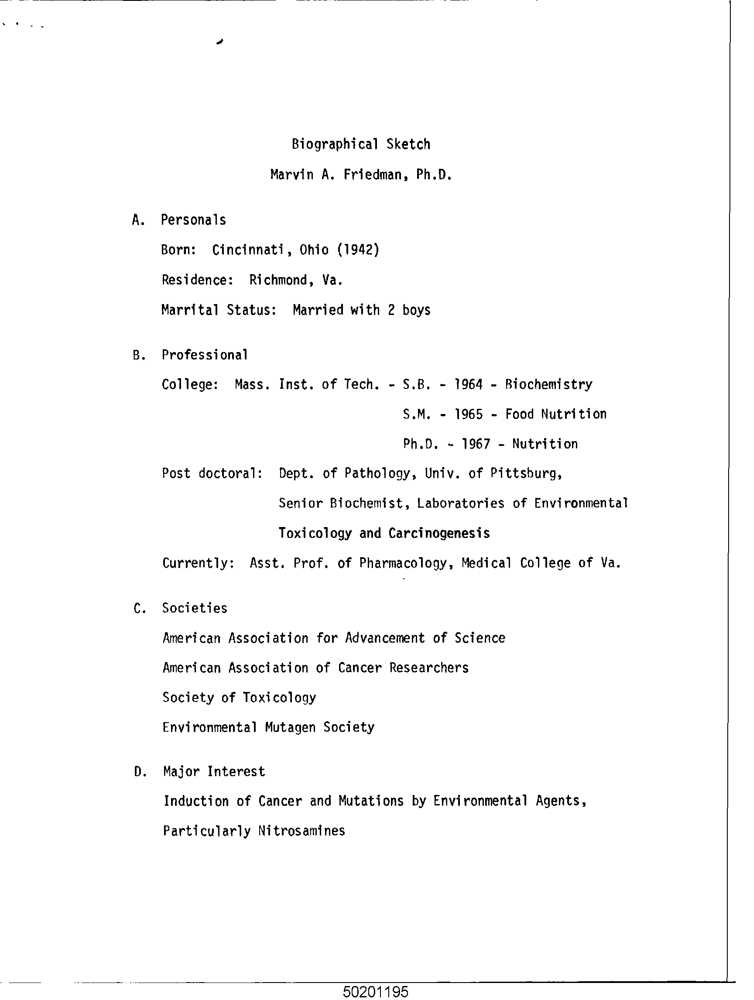 Biographical Sketch
Marvin A. Friedman, Ph.D.
A. Personals
Born: Cincinnati, Ohio (1942)
Residence: Richmond, Va.
Marrital Status: Married with 2 boys
B. Professional
College: Mass. Inst. of Tech. - S.B. - 1964 - Biochemistry
S.M. - 1965 - Food Nutrition
Ph.D. - 1967 - Nutrition
Post doctoral: Dept. of Pathology, Univ. of Pittsburg,
Senior Biochemist, Laboratories of Environmental
Toxicology and Carcinogenesis
Currently: Asst. Prof. of Pharmacology, Medical College of Va.
C. Societies
American Association for Advancement of Science
American Association of Cancer Researchers
Society of Toxicology
Environmental Mutagen Society
D. Major Interest
Induction of Cancer and Mutations by Environmental Agents,
Particularly Nitrosamines
50201195